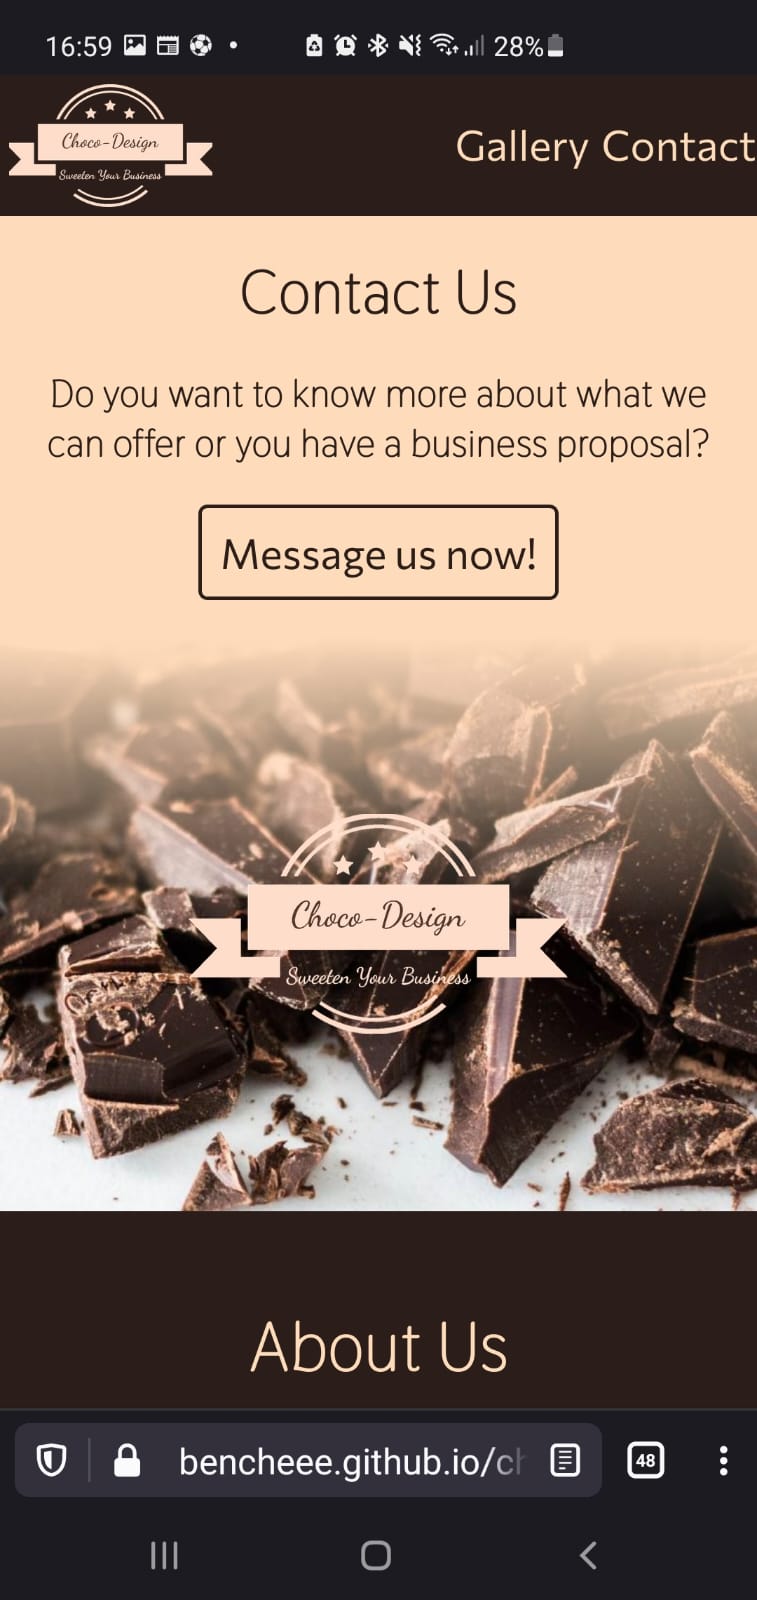 16:59
28%
Choco-Design
Sweeten Your Business
Gallery Contact
Contact Us
Do you want to know more about what we
can offer or you have a business proposal?
Message us now!
Choco-Design
Sweeten Your Business
About Us
bencheee.github.io/ch
48